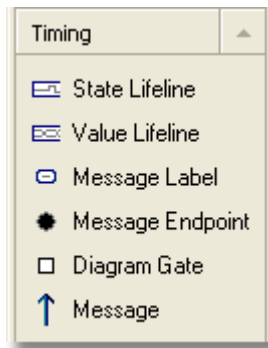 Timing
State Lifeline
Value Lifeline
Message Label
Message Endpoint
Diagram Gate
Message